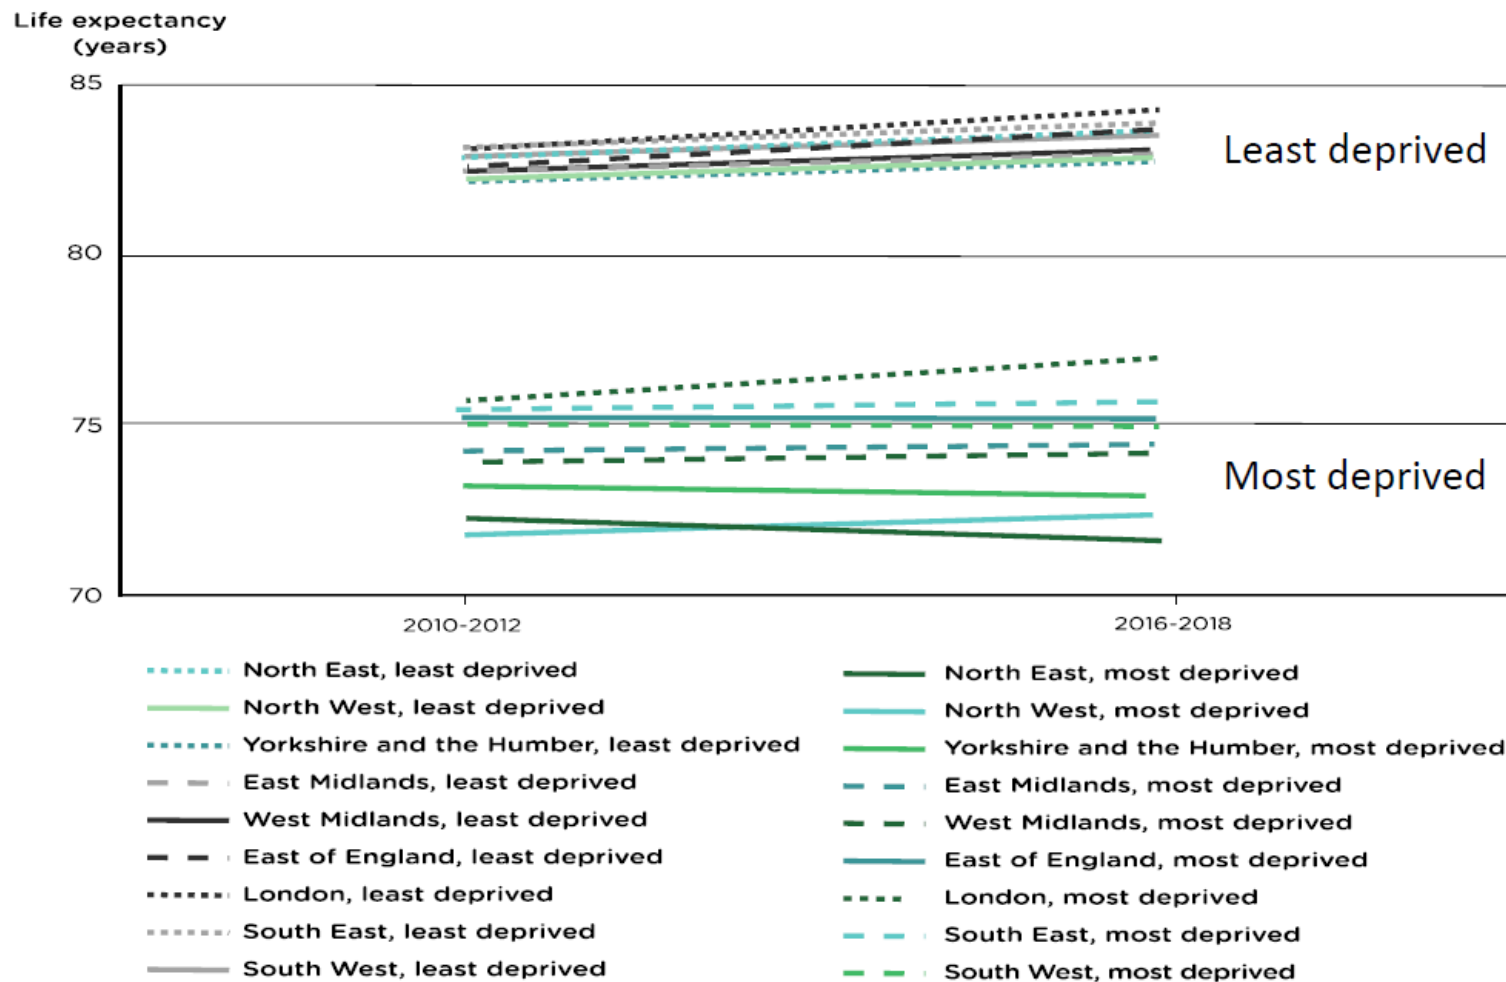 Life expectancy
(years)
85
Least deprived
80
75
Most deprived
70
2010-2012
2016-2018
North East, least deprived
North West, least deprived
Yorkshire and the Humber, least deprived
East Midlands, least deprived
West Midlands, least deprived
East of England, least deprived
London, least deprived
South East, least deprived
South West, least deprived
North East, most deprived
North West, most deprived
Yorkshire and the Humber, most deprived
East Midlands, most deprived
West Midlands, most deprived
East of England, most deprived
London, most deprived
South East, most deprived
South West, most deprived